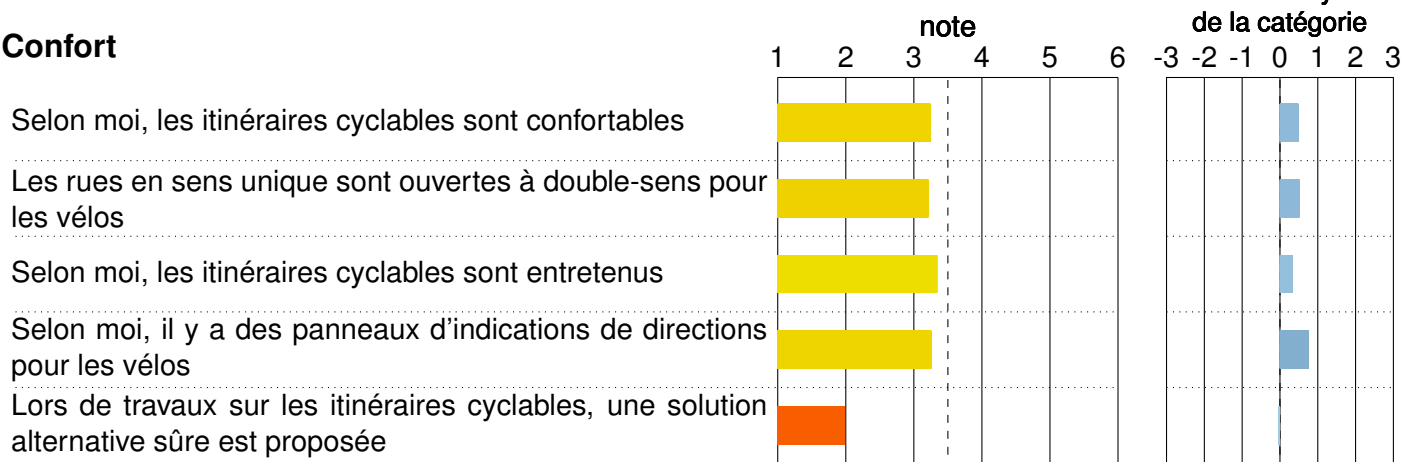 note
de la catégorie
Confort
1 2 3 4 5 6
-3 -2 -1 0 1 2 3
Selon moi, les itinéraires cyclables sont confortables
Les rues en sens unique sont ouvertes à double-sens pour
les vélos
Selon moi, les itinéraires cyclables sont entretenus
Selon moi, il y a des panneaux d'indications de directions
pour les vélos
Lors de travaux sur les itinéraires cyclables, une solution
alternative sûre est proposée